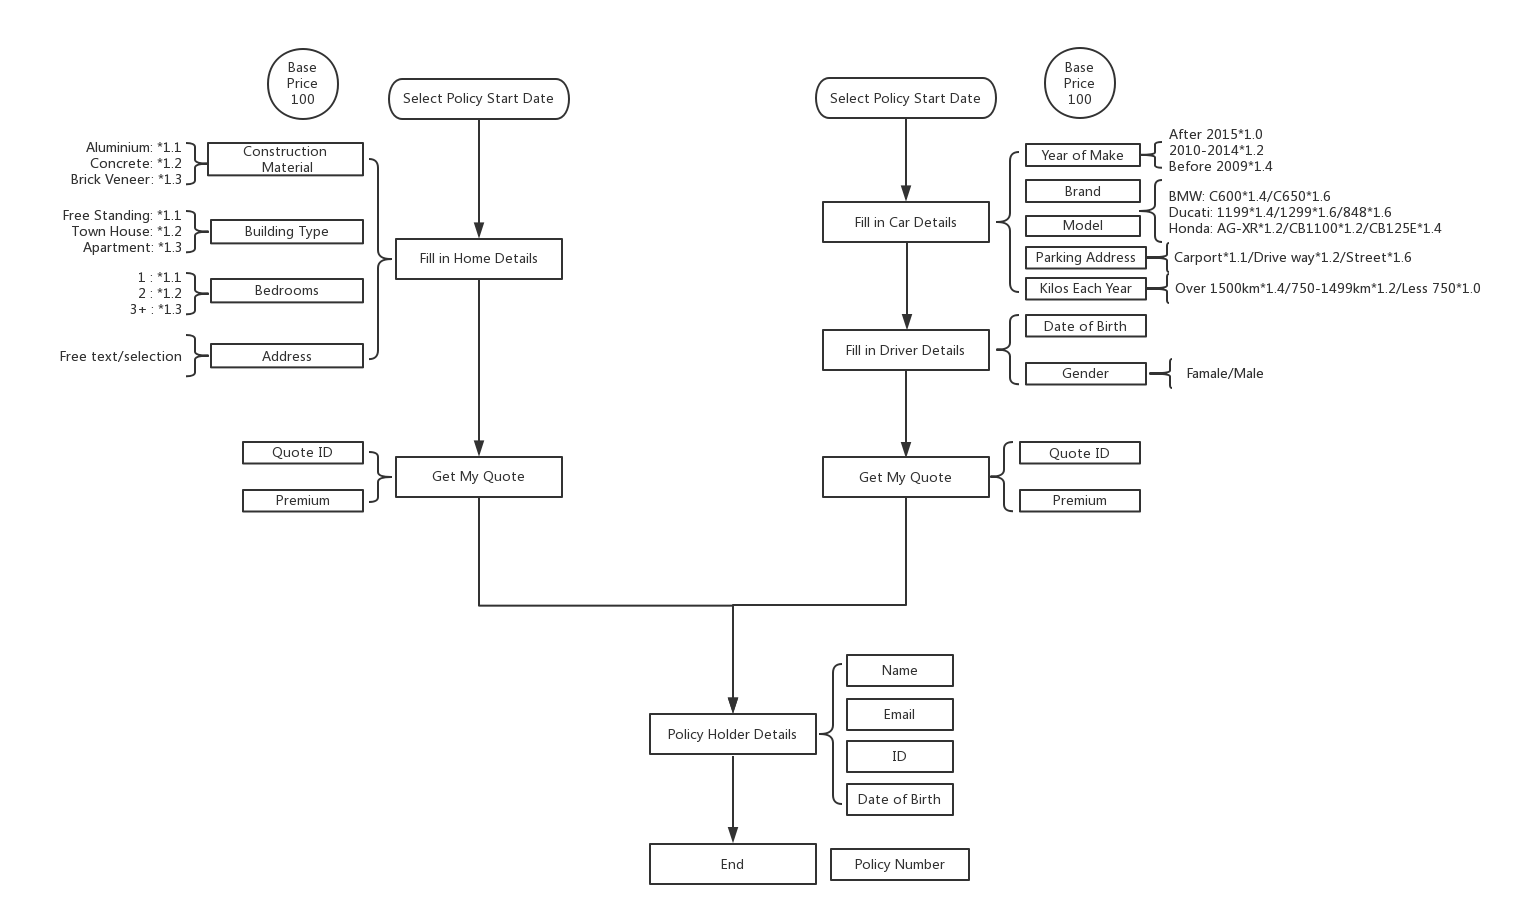 Base
Price
100
Select Policy Start Date
Aluminium: *1.1
Concrete: *1.2
Brick Veneer: *1.3
Construction
Material
Free Standing: *1.1
Town House: *1.2
Apartment: *1.3
Building Type
Fill in Home Details
1 : *1.1
2 : *1.2
3+ : *1.3
Bedrooms
Free text/selection
Address
Quote ID
Get My Quote
Premium
Select Policy Start Date
Base
Price
100
Year of Make
After 2015*1.0
2010-2014*1.2
Before 2009*1.4
Brand
Model
BMW: C600*1.4/C650*1.6
Ducati: 1199*1.4/1299*1.6/848*1.6
Honda: AG-XR*1.2/CB1100*1.2/CB125E*1.4
Fill in Car Details
Parking Address
Carport*1.1/Drive way*1.2/Street*1.6
Kilos Each Year
Over 1500km*1.4/750-1499km*1.2/Less 750*1.0
Date of Birth
Fill in Driver Details
Gender
Famale/Male
Quote ID
Get My Quote
Premium
Name
Email
Policy Holder Details
ID
Date of Birth
End
Policy Number